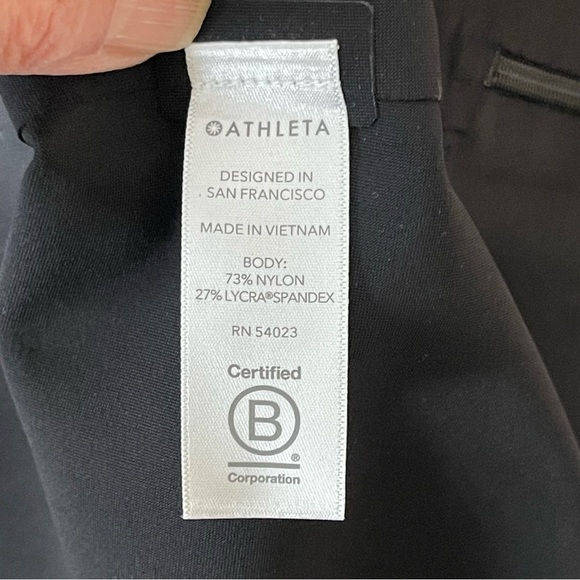 ATHLETA
DESIGNED IN
SAN FRANCISCO
MADE IN VIETNAM
BODY:
73% NYLON
27% LYCRA®SPANDEX
RN 54023
Certified
B
®
Corporation